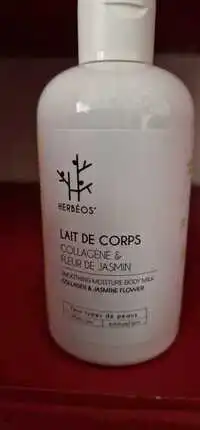 HERBÉOS®
LAIT DE CORPS
COLLAGÈNE &
FLEUR DE JASMIN
SMOOTHING MOISTURE BODY MILK
COLLAGEN & JASMINE FLOWER
Tous types de peaux